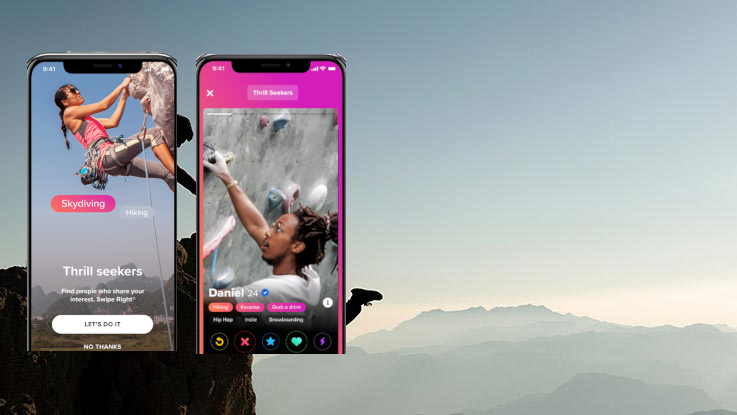 9:41
Skydiving
Hiking
Thrill seekers
Find people who share your
interest. Swipe Right®
LET'S DO IT
NO THANKS
9:41
Thrill Seekers
Daniel 24
Hiking Karaoke Grab a drink
Hip Hop Indie Snowboarding